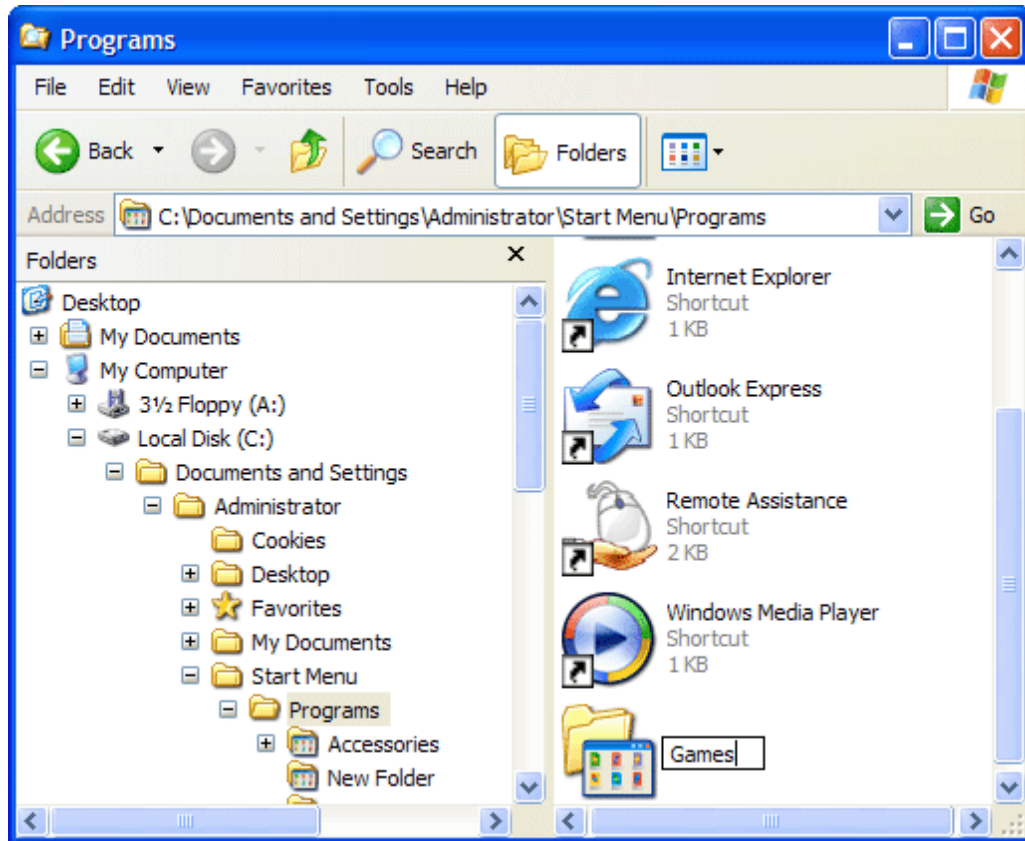 Programs
File Edit View Favorites Tools Help
Back Search Folders
Address C:\Documents and Settings\Administrator\Start Menu\Programs Go
Folders
Desktop
My Documents
My Computer
3½ Floppy (A:)
Local Disk (C:)
Documents and Settings
Administrator
Cookies
Desktop
Favorites
My Documents
Start Menu
Programs
Accessories
New Folder
Internet Explorer
Shortcut
1 KB
Outlook Express
Shortcut
1 KB
Remote Assistance
Shortcut
2 KB
Windows Media Player
Shortcut
1 KB
Games